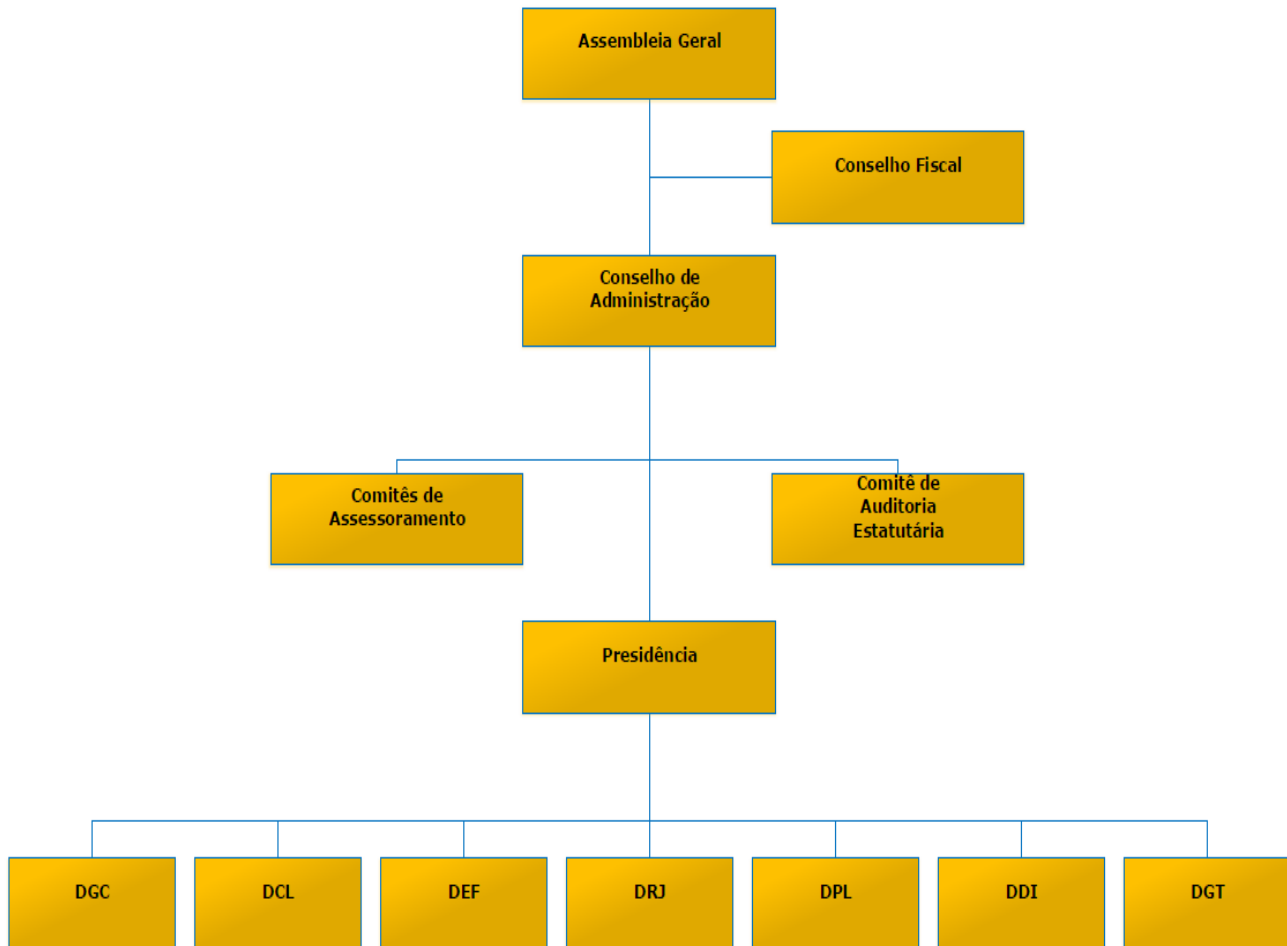 Assembleia Geral
Conselho Fiscal
Conselho de
Administração
Comitês de
Assessoramento
Comitê de
Auditoria
Estatutária
Presidência
DGC
DCL
DEF
DRJ
DPL
DDI
DGT